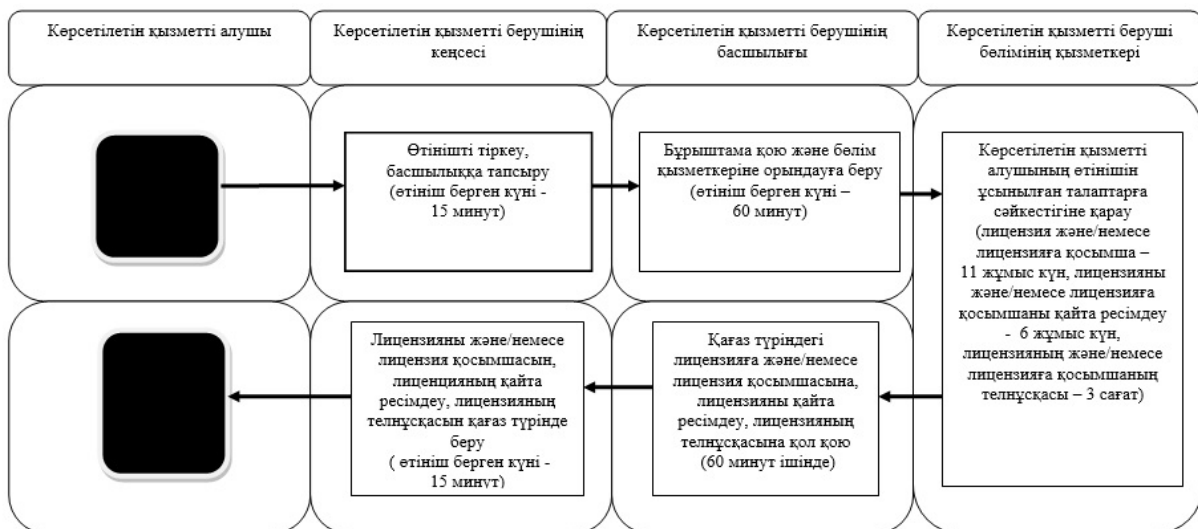 Көрсетілетін қызметті алушы
Көрсетілетін қызметті берушінің
кеңсесі
Көрсетілетін қызметті берушінің
басшылығы
Көрсетілетін қызметті беруші
бөлімінің қызметкері
Өтінішті тіркеу,
басшылыққа тапсыру
(өтініш берген күні -
15 минут)
Бұрыштама қою және бөлім
қызметкеріне орындауға беру
(өтініш берген күні –
60 минут)
Көрсетілетін қызметті
алушының өтінішін
ұсынылған талаптарға
сәйкестігіне қарау
(лицензия және/немесе
лицензияға қосымша –
11 жұмыс күн, лицензияны
және/немесе лицензияға
қосымшаны қайта ресімдеу
- 6 жұмыс күн,
лицензияның және/немесе
лицензияға қосымшаның
телнұсқасы – 3 сағат)
Қағаз түріндегі
лицензияға және/немесе
лицензия қосымшасына,
лицензияны қайта
ресімдеу, лицензияның
телнұсқасына қол қою
(60 минут ішінде)
Лицензияны және/немесе
лицензия қосымшасын,
лиценцияның қайта
ресімдеу, лицензияның
телнұсқасын қағаз түрінде
беру
( өтініш берген күні -
15 минут)